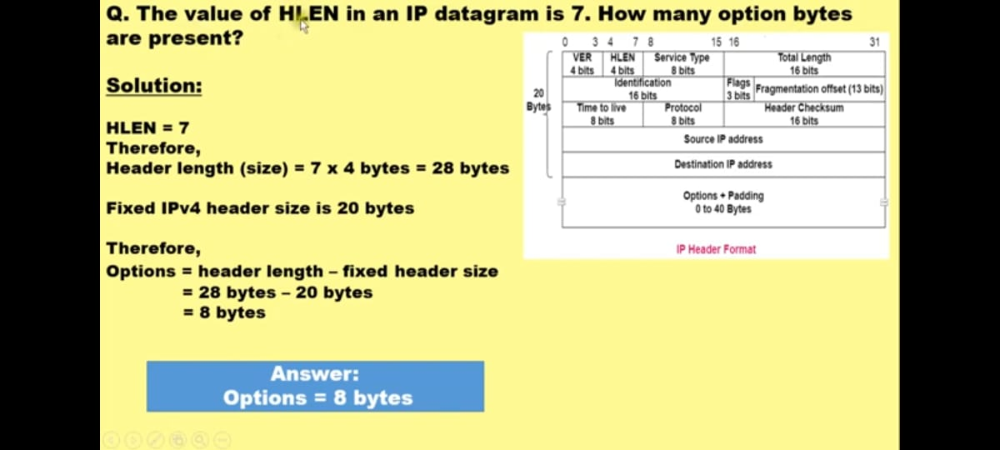 Q. The value of HLEN in an IP datagram is 7. How many option bytes
are present?
Solution:
HLEN = 7
Therefore,
Header length (size) = 7 x 4 bytes = 28 bytes
Fixed IPv4 header size is 20 bytes
Therefore,
Options = header length – fixed header size
= 28 bytes – 20 bytes
= 8 bytes
Answer:
Options = 8 bytes
0 3 4 7 8 15 16 31
VER HLEN Service Type Total Length
4 bits 4 bits 8 bits 16 bits
Identification Flags Fragmentation offset (13 bits)
16 bits 3 bits
20
Bytes
Time to live Protocol Header Checksum
8 bits 8 bits 16 bits
Source IP address
Destination IP address
Options + Padding
0 to 40 Bytes
IP Header Format